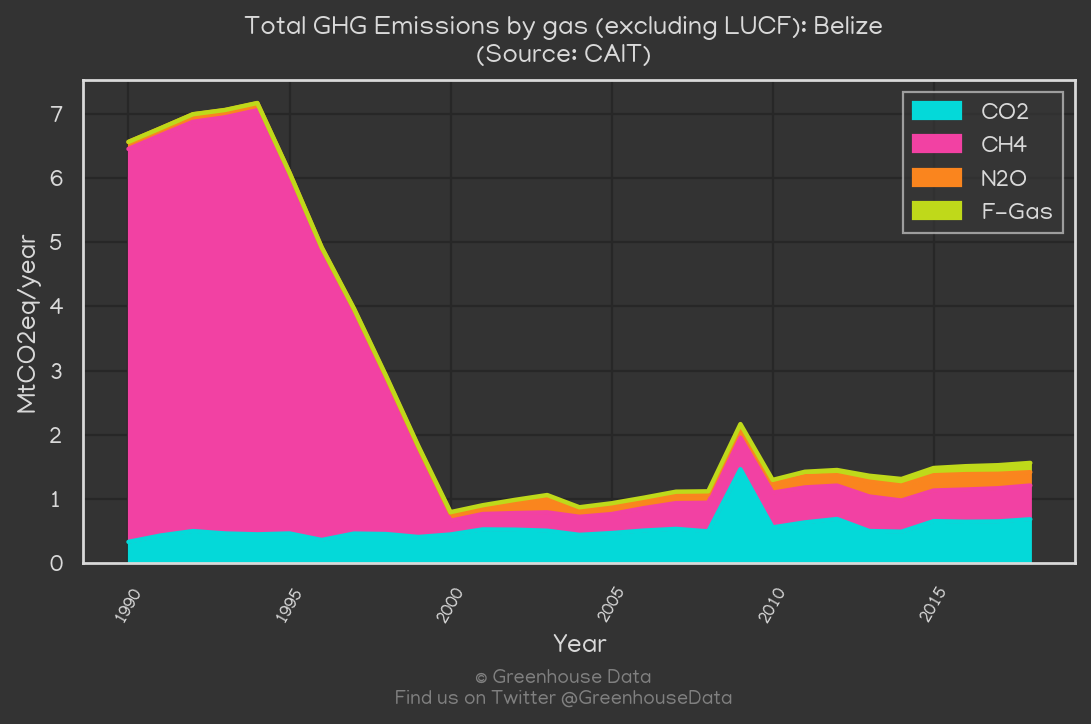 Total GHG Emissions by gas (excluding LUCF): Belize
(Source: CAIT)
CO2
CH4
N2O
F-Gas
MtCO2eq/year
7
6
5
4
3
2
1
0
1990
1995
2000
2005
2010
2015
Year
© Greenhouse Data
Find us on Twitter @GreenhouseData